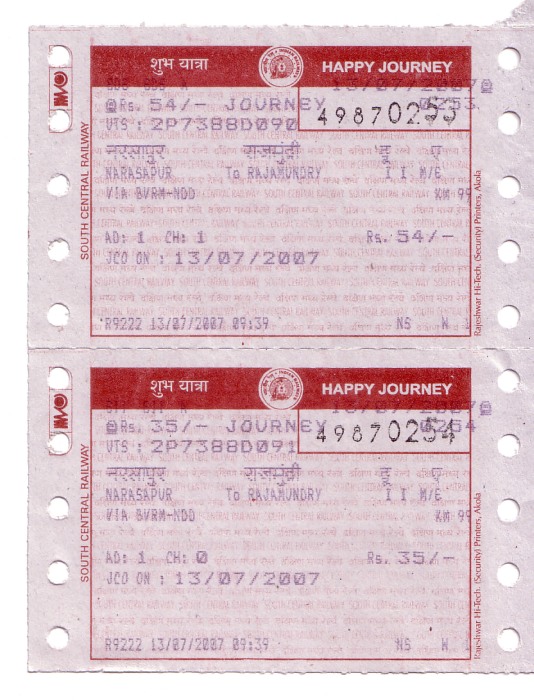 शुभ यात्रा HAPPY JOURNEY
13/07/2007
Rs. 54/- JOURNEY 0253
49870253
UTS : 2P7388D090
नरसापुर राजमुंद्री टू ए
NARASAPUR To RAJAMUNDRY I I. M/E
VIA BVRM-NDD KM 99
AD: 1 CH: 1 Rs. 54/-
JCO ON : 13/07/2007
R9222 13/07/2007 09:39 NS W
SOUTH CENTRAL RAILWAY
Rajeshwar Hi-Tech. (Security) Printers, Akola
शुभ यात्रा HAPPY JOURNEY
13/07/2007
Rs. 35/- JOURNEY 0254
49870254
UTS : 2P7388D091
नरसापुर राजमुंद्री टू ए
NARASAPUR To RAJAMUNDRY I I M/E
VIA BVRM-NDD KM 99
AD: 1 CH: 0 Rs. 35/-
JCO ON : 13/07/2007
R9222 13/07/2007 09:39 NS W
SOUTH CENTRAL RAILWAY
Rajeshwar Hi-Tech. (Security) Printers, Akola